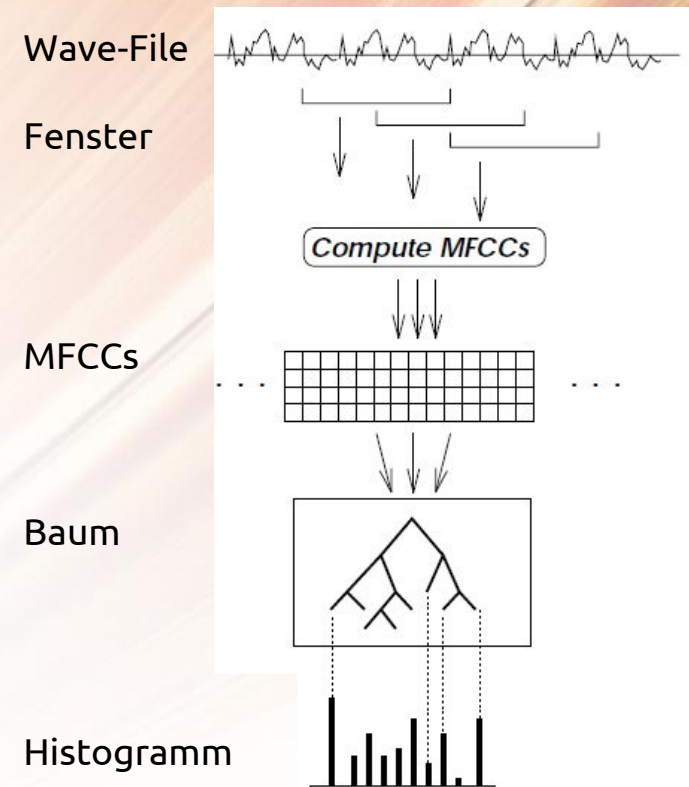 Wave-File
Fenster
Compute MFCCs
MFCCs
. . .
. . .
Baum
Histogramm